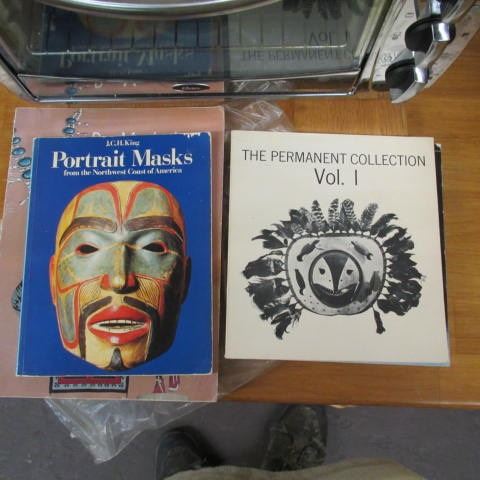 J.C.H. King
Portrait Masks
from the Northwest Coast of America
THE PERMANENT COLLECTION
Vol. I